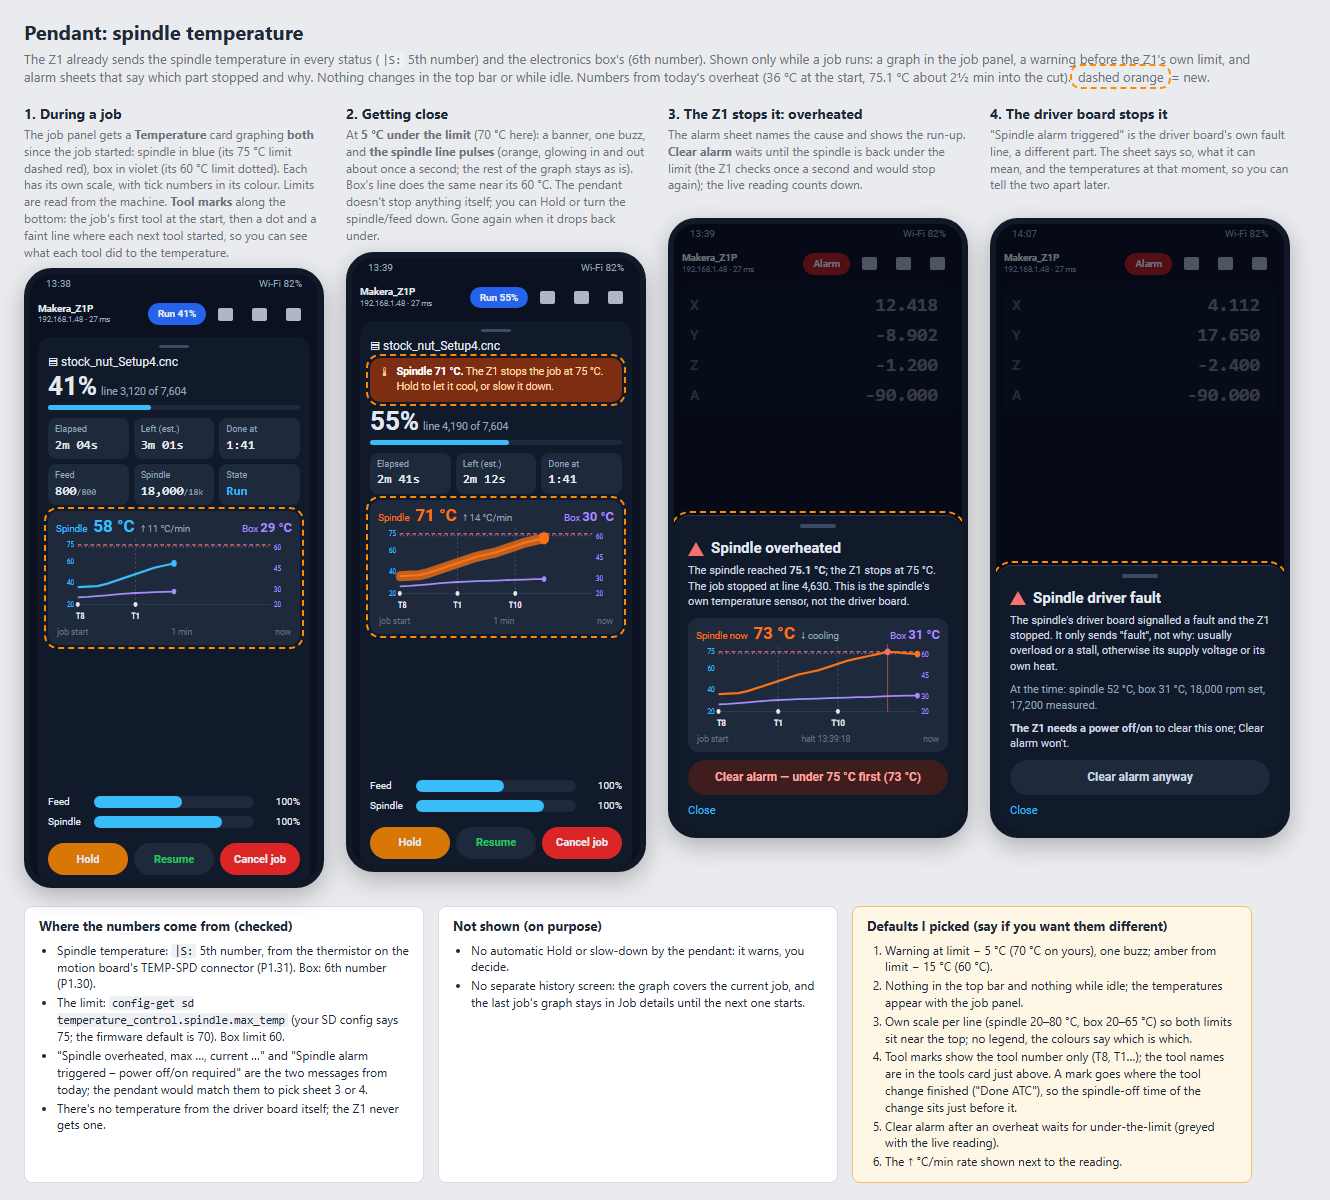 Pendant: spindle temperature
The Z1 already sends the spindle temperature in every status ( |S: 5th number) and the electronics box's (6th number). Shown only while a job runs: a graph in the job panel, a warning before the Z1's own limit, and
alarm sheets that say which part stopped and why. Nothing changes in the top bar or while idle. Numbers from today's overheat (36 °C at the start, 75.1 °C about 2½ min into the cut). dashed orange = new.
1. During a job
The job panel gets a Temperature card graphing both
since the job started: spindle in blue (its 75 °C limit
dashed red), box in violet (its 60 °C limit dotted). Each
has its own scale, with tick numbers in its colour. Limits
are read from the machine. Tool marks along the
bottom: the job's first tool at the start, then a dot and a
faint line where each next tool started, so you can see
what each tool did to the temperature.
13:38
Wi-Fi 82%
Makera_Z1P
192.168.1.48 · 27 ms
Run 41%
stock_nut_Setup4.cnc
41% line 3,120 of 7,604
Elapsed
2m 04s
Left (est.)
3m 01s
Done at
1:41
Feed
800/800
Spindle
18,000/18k
State
Run
Spindle 58 °C ↑ 11 °C/min
Box 29 °C
75
60
40
20
60
45
30
20
T8
T1
job start
1 min
now
Feed
100%
Spindle
100%
Hold
Resume
Cancel job
2. Getting close
At 5 °C under the limit (70 °C here): a banner, one buzz,
and the spindle line pulses (orange, glowing in and out
about once a second; the rest of the graph stays as is).
Box's line does the same near its 60 °C. The pendant
doesn't stop anything itself; you can Hold or turn the
spindle/feed down. Gone again when it drops back
under.
13:39
Wi-Fi 82%
Makera_Z1P
192.168.1.48 · 27 ms
Run 55%
stock_nut_Setup4.cnc
Spindle 71 °C. The Z1 stops the job at 75 °C.
Hold to let it cool, or slow it down.
55% line 4,190 of 7,604
Elapsed
2m 41s
Left (est.)
2m 12s
Done at
1:41
Spindle 71 °C ↑ 14 °C/min
Box 30 °C
75
60
40
20
60
45
30
20
T8
T1
T10
job start
1 min
now
Feed
100%
Spindle
100%
Hold
Resume
Cancel job
3. The Z1 stops it: overheated
The alarm sheet names the cause and shows the run-up.
Clear alarm waits until the spindle is back under the
limit (the Z1 checks once a second and would stop
again); the live reading counts down.
13:39
Wi-Fi 82%
Makera_Z1P
192.168.1.48 · 27 ms
Alarm
X 12.418
Y -8.902
Z -1.200
A -90.000
Spindle overheated
The spindle reached 75.1 °C; the Z1 stops at 75 °C.
The job stopped at line 4,630. This is the spindle's
own temperature sensor, not the driver board.
Spindle now 73 °C ↓ cooling
Box 31 °C
75
60
40
20
60
45
30
20
T8
T1
T10
job start
halt 13:39:18
now
Clear alarm — under 75 °C first (73 °C)
Close
4. The driver board stops it
"Spindle alarm triggered" is the driver board's own fault
line, a different part. The sheet says so, what it can
mean, and the temperatures at that moment, so you can
tell the two apart later.
14:07
Wi-Fi 82%
Makera_Z1P
192.168.1.48 · 27 ms
Alarm
X 4.112
Y 17.650
Z -2.400
A -90.000
Spindle driver fault
The spindle's driver board signalled a fault and the Z1
stopped. It only sends "fault", not why: usually
overload or a stall, otherwise its supply voltage or its
own heat.
At the time: spindle 52 °C, box 31 °C, 18,000 rpm set,
17,200 measured.
The Z1 needs a power off/on to clear this one; Clear
alarm won't.
Clear alarm anyway
Close
Where the numbers come from (checked)
• Spindle temperature: |S: 5th number, from the thermistor on the
motion board's TEMP-SPD connector (P1.31). Box: 6th number
(P1.30).
• The limit: config-get sd
temperature_control.spindle.max_temp (your SD config says
75; the firmware default is 70). Box limit 60.
• "Spindle overheated, max ..., current ..." and "Spindle alarm
triggered – power off/on required" are the two messages from
today; the pendant would match them to pick sheet 3 or 4.
• There's no temperature from the driver board itself; the Z1 never
gets one.
Not shown (on purpose)
• No automatic Hold or slow-down by the pendant: it warns, you
decide.
• No separate history screen: the graph covers the current job, and
the last job's graph stays in Job details until the next one starts.
Defaults I picked (say if you want them different)
1. Warning at limit − 5 °C (70 °C on yours), one buzz; amber from
limit − 15 °C (60 °C).
2. Nothing in the top bar and nothing while idle; the temperatures
appear with the job panel.
3. Own scale per line (spindle 20–80 °C, box 20–65 °C) so both limits
sit near the top; no legend, the colours say which is which.
4. Tool marks show the tool number only (T8, T1...); the tool names
are in the tools card just above. A mark goes where the tool
change finished ("Done ATC"), so the spindle-off time of the
change sits just before it.
5. Clear alarm after an overheat waits for under-the-limit (greyed
with the live reading).
6. The ↑ °C/min rate shown next to the reading.